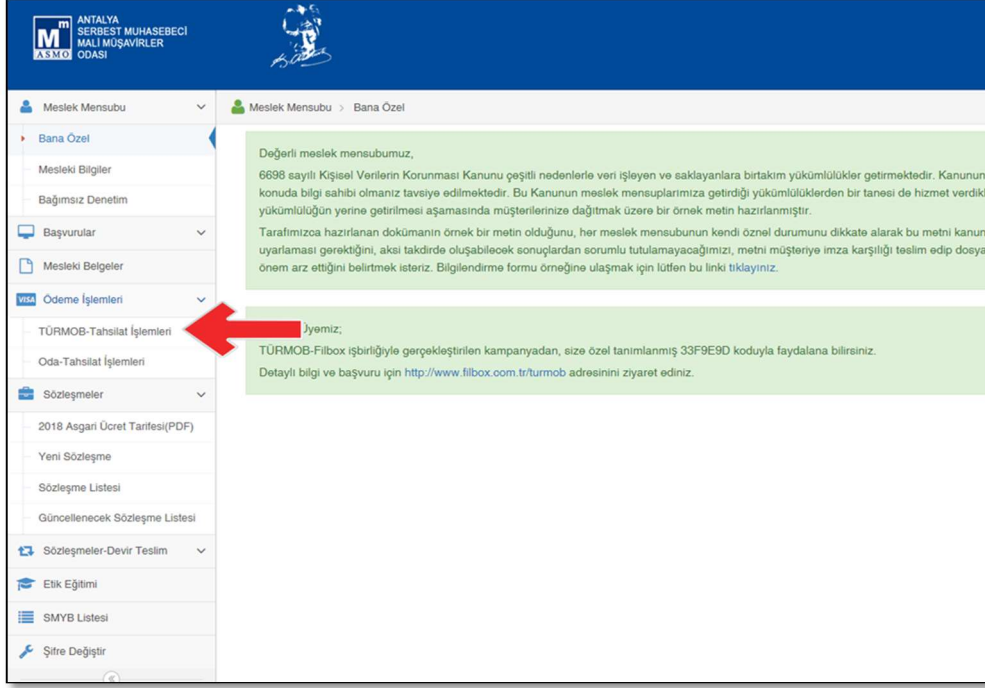 ANTALYA
SERBEST MUHASEBECİ
MALİ MÜŞAVİRLER
ODASI
Mm
ASMO
Meslek Mensubu
Bana Özel
Mesleki Bilgiler
Bağımsız Denetim
Başvurular
Mesleki Belgeler
VISA Ödeme İşlemleri
TÜRMOB-Tahsilat İşlemleri
Oda-Tahsilat İşlemleri
Sözleşmeler
2018 Asgari Ücret Tarifesi(PDF)
Yeni Sözleşme
Sözleşme Listesi
Güncellenecek Sözleşme Listesi
Sözleşmeler-Devir Teslim
Etik Eğitimi
SMYB Listesi
Şifre Değiştir
Meslek Mensubu > Bana Özel
Değerli meslek mensubumuz,
6698 sayılı Kişisel Verilerin Korunması Kanunu çeşitli nedenlerle veri işleyen ve saklayanlara birtakım yükümlülükler getirmektedir. Kanunun
konuda bilgi sahibi olmanız tavsiye edilmektedir. Bu Kanunun meslek mensuplarımıza getirdiği yükümlülüklerden bir tanesi de hizmet verdikl
yükümlülüğün yerine getirilmesi aşamasında müşterilerinize dağıtmak üzere bir örnek metin hazırlanmıştır.
Tarafımızca hazırlanan dokümanın örnek bir metin olduğunu, her meslek mensubunun kendi öznel durumunu dikkate alarak bu metni kanun
uyarlaması gerektiğini, aksi takdirde oluşabilecek sonuçlardan sorumlu tutulamayacağımızı, metni müşteriye imza karşılığı teslim edip dosya
önem arz ettiğini belirtmek isteriz. Bilgilendirme formu örneğine ulaşmak için lütfen bu linki tıklayınız.
Üyemiz;
TÜRMOB-Filbox işbirliğiyle gerçekleştirilen kampanyadan, size özel tanımlanmış 33F9E9D koduyla faydalana bilirsiniz.
Detaylı bilgi ve başvuru için http://www.filbox.com.tr/turmob adresinini ziyaret ediniz.